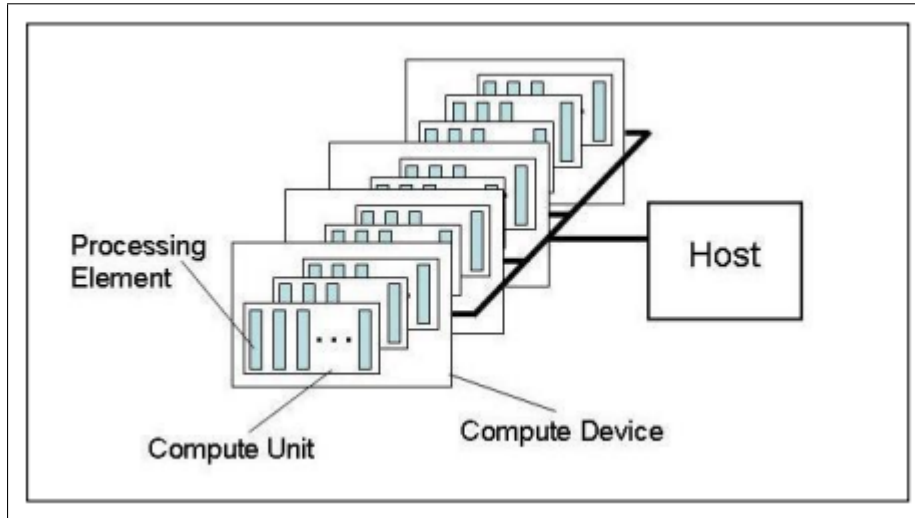 Processing
Element
Host
...
Compute Unit
Compute Device